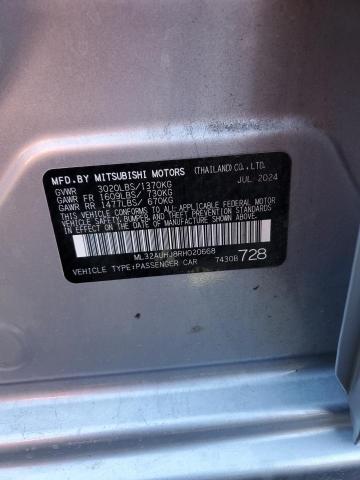 MFD.BY MITSUBISHI MOTORS (THAILAND) CO., LTD.
GVWR 3020LBS/1370KG JUL 2024
GAWR FR 1609LBS/ 730KG
GAWR RR 1477LBS/ 670KG
THIS VEHICLE CONFORMS TO ALL APPLICABLE FEDERAL MOTOR
VEHICLE SAFETY, BUMPER, AND THEFT PREVENTION STANDARDS
IN EFFECT ON THE DATE OF MANUFACTURE SHOWN ABOVE.
ML32AUHJ8RH020668
VEHICLE TYPE:PASSENGER CAR 7430B 728